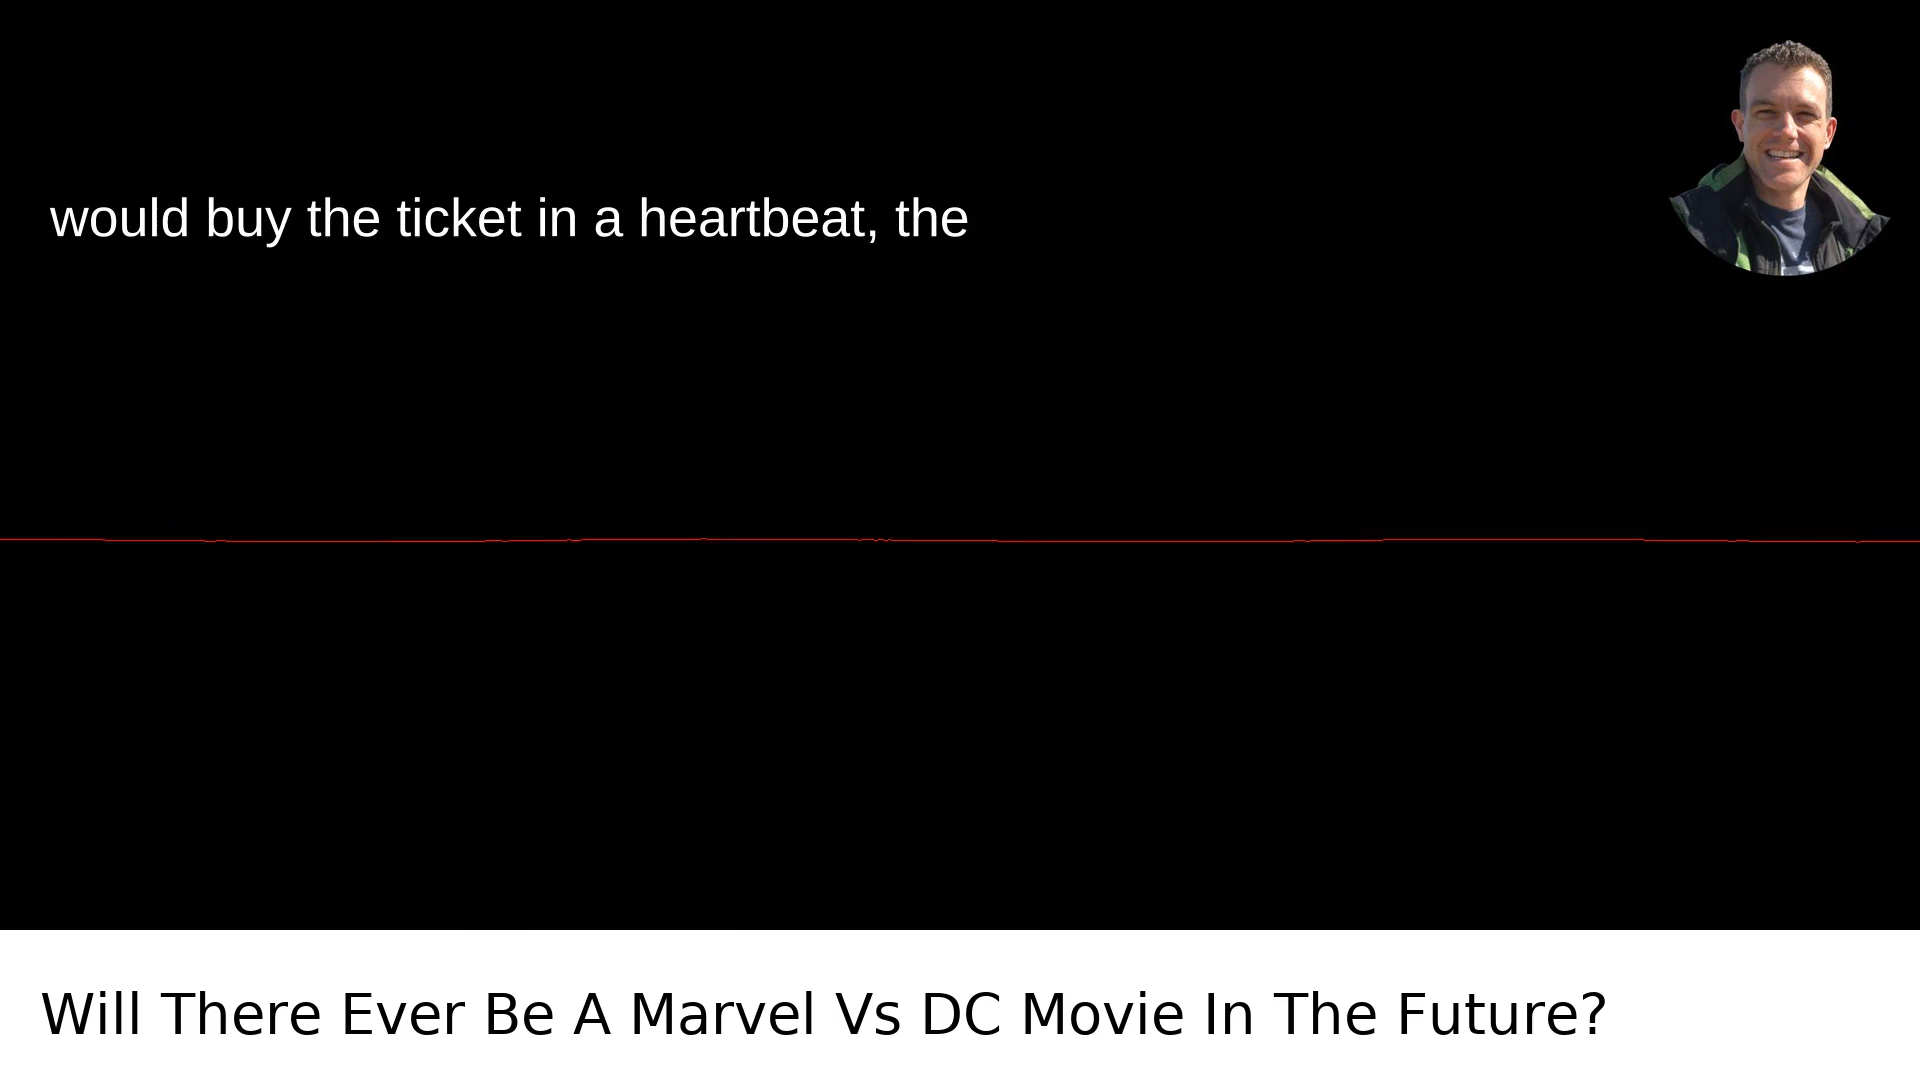 would buy the ticket in a heartbeat, the
Will There Ever Be A Marvel Vs DC Movie In The Future?